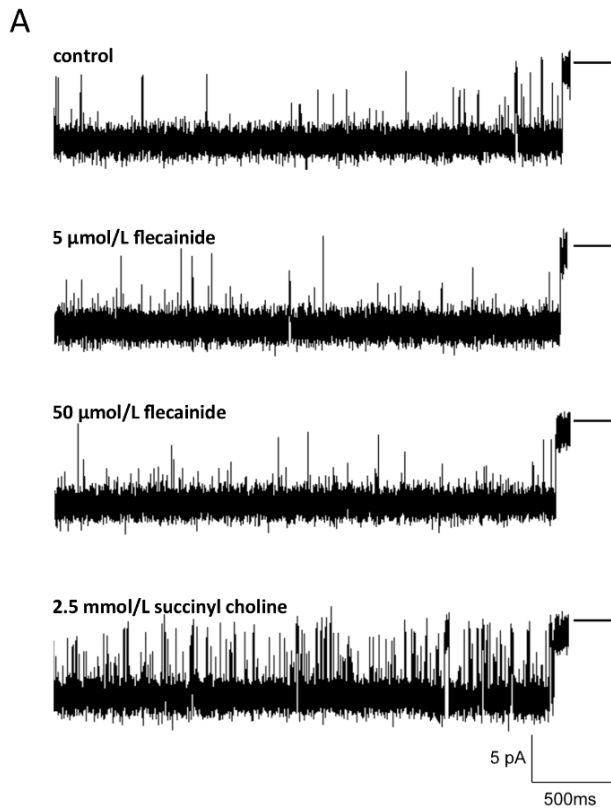 A
control
5 μmol/L flecainide
50 μmol/L flecainide
2.5 mmol/L succinyl choline
5 pA
500ms